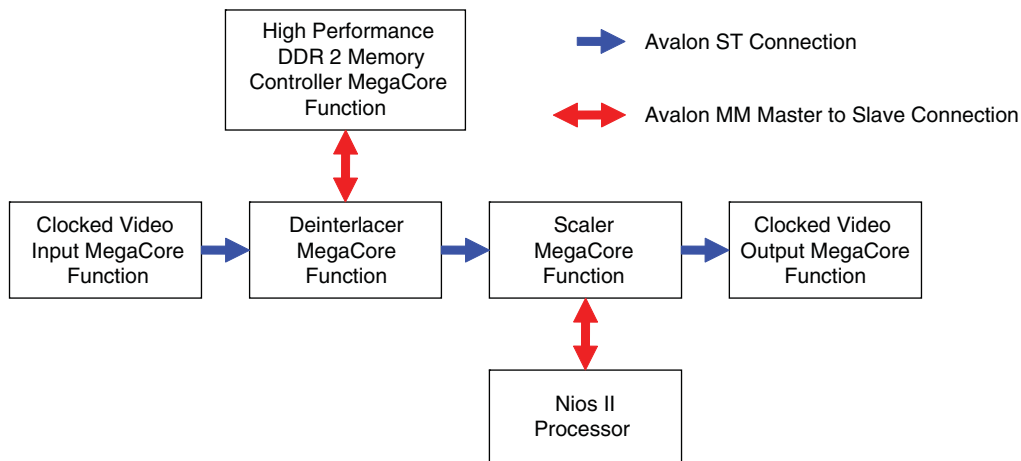 High Performance
DDR 2 Memory
Controller MegaCore
Function
Avalon ST Connection
Avalon MM Master to Slave Connection
Clocked Video
Input MegaCore
Function
Deinterlacer
MegaCore
Function
Scaler
MegaCore
Function
Clocked Video
Output MegaCore
Function
Nios II
Processor